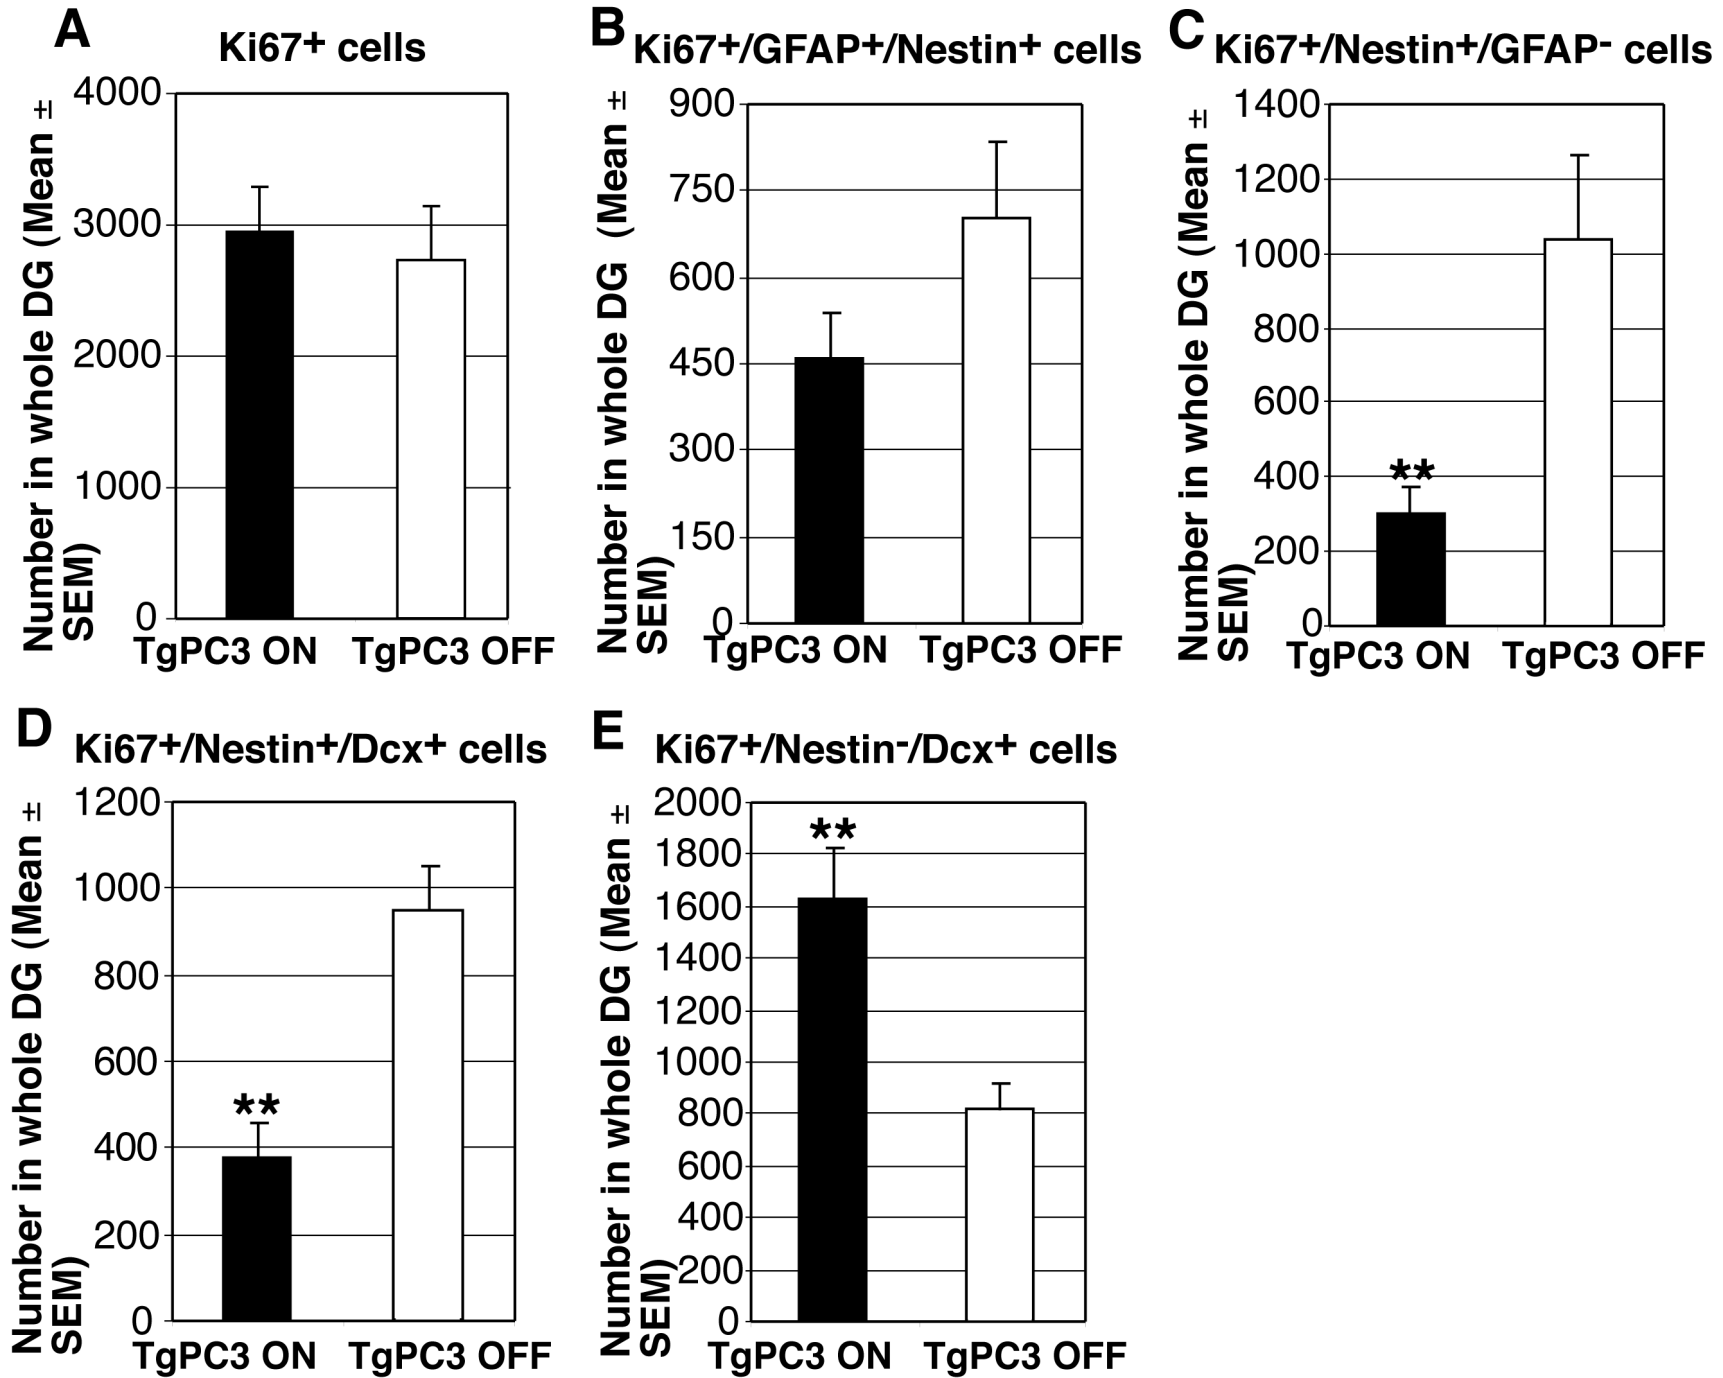 A
Ki67+ cells
Number in whole DG (Mean ±
SEM)
4000
3000
2000
1000
0
TgPC3 ON
TgPC3 OFF
B
Ki67+/GFAP+/Nestin+ cells
Number in whole DG (Mean ±
SEM)
900
750
600
450
300
150
0
TgPC3 ON
TgPC3 OFF
C
Ki67+/Nestin+/GFAP- cells
Number in whole DG (Mean ±
SEM)
1400
1200
1000
800
600
400
200
0
**
TgPC3 ON
TgPC3 OFF
D
Ki67+/Nestin+/Dcx+ cells
Number in whole DG (Mean ±
SEM)
1200
1000
800
600
400
200
0
**
TgPC3 ON
TgPC3 OFF
E
Ki67+/Nestin-/Dcx+ cells
Number in whole DG (Mean ±
SEM)
2000
1800
1600
1400
1200
1000
800
600
400
200
0
**
TgPC3 ON
TgPC3 OFF